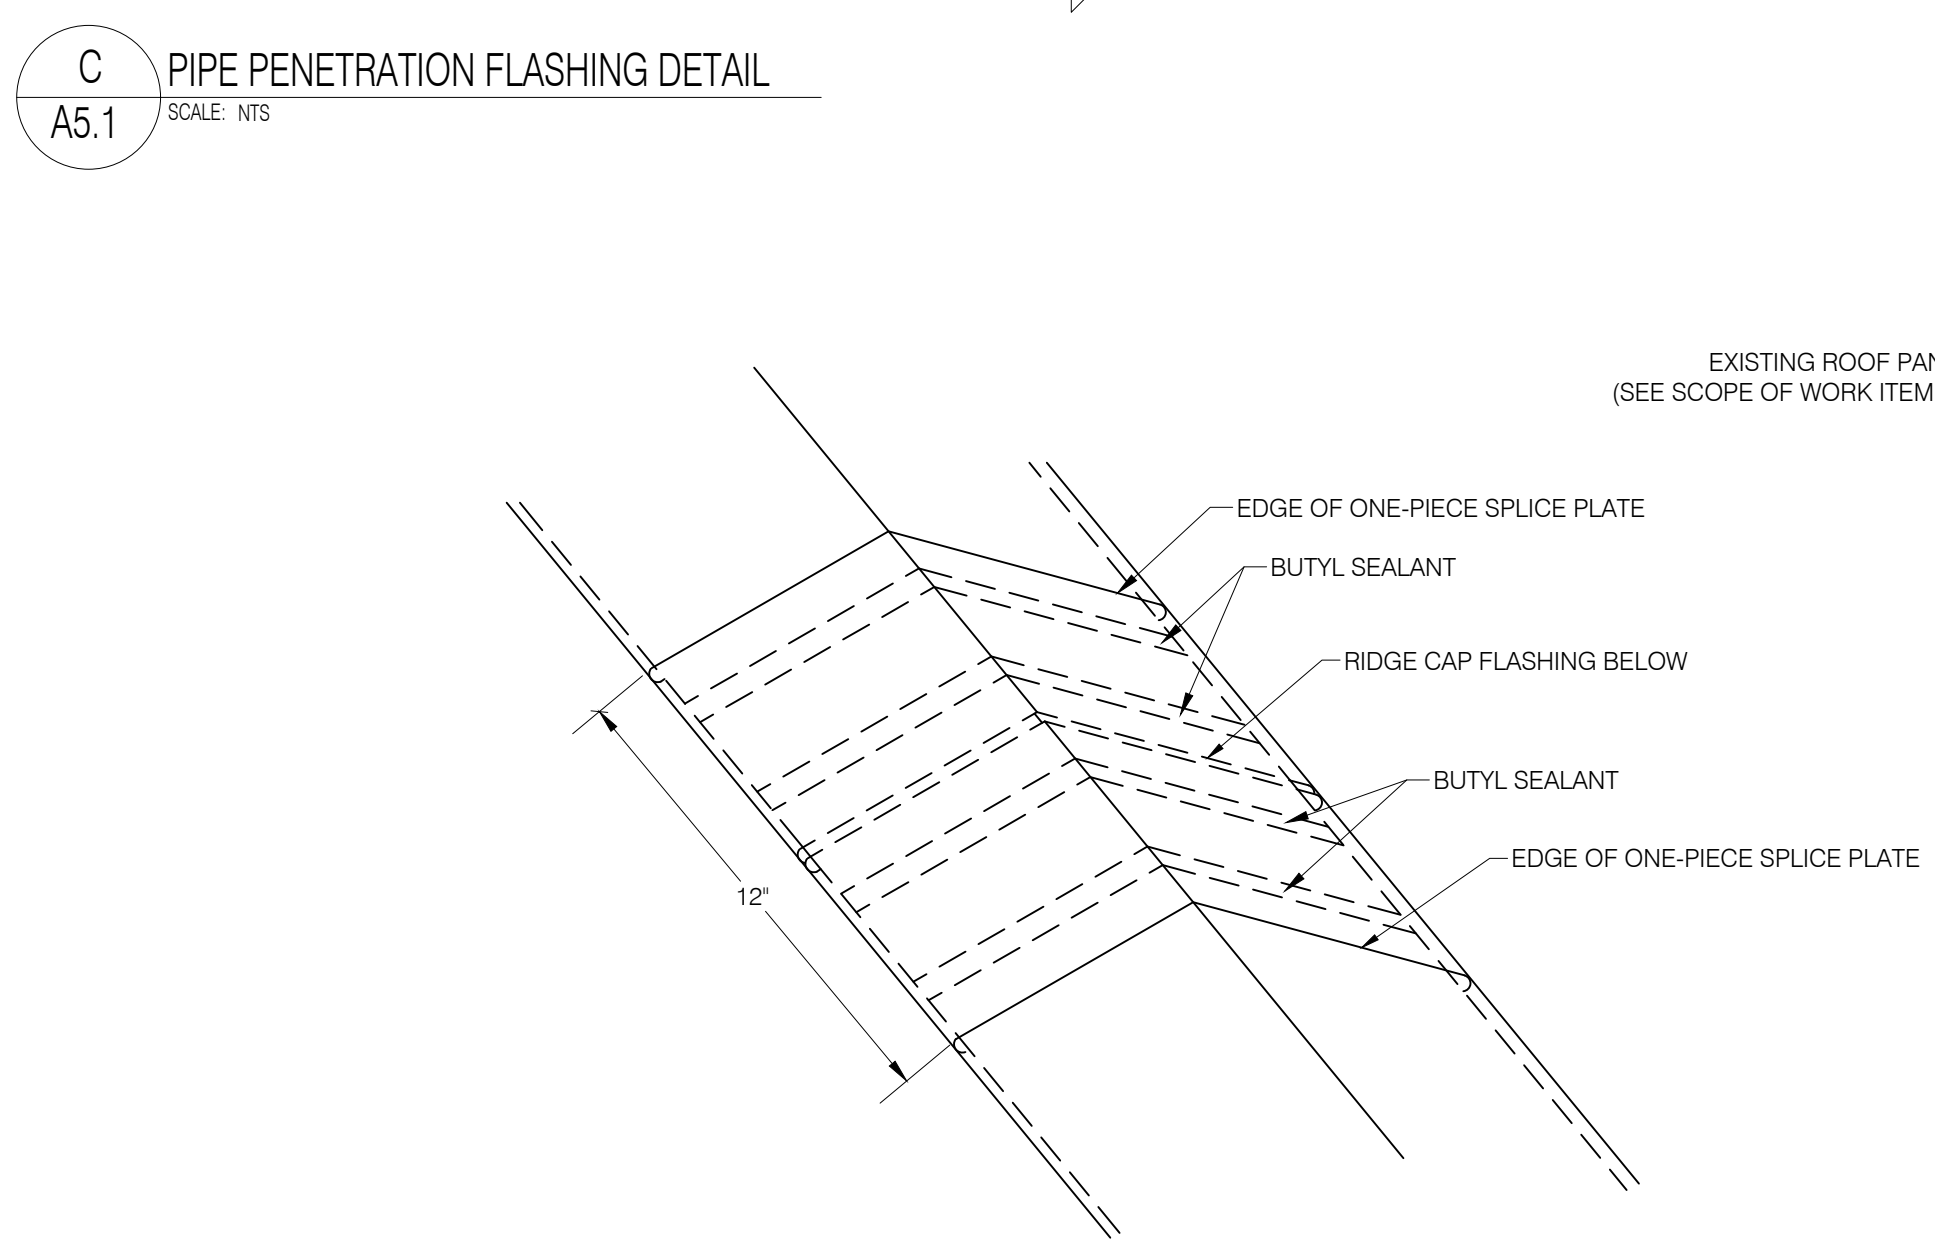 C
A5.1
PIPE PENETRATION FLASHING DETAIL
SCALE: NTS
EXISTING ROOF PAN
(SEE SCOPE OF WORK ITEM
EDGE OF ONE-PIECE SPLICE PLATE
BUTYL SEALANT
RIDGE CAP FLASHING BELOW
BUTYL SEALANT
EDGE OF ONE-PIECE SPLICE PLATE
12"